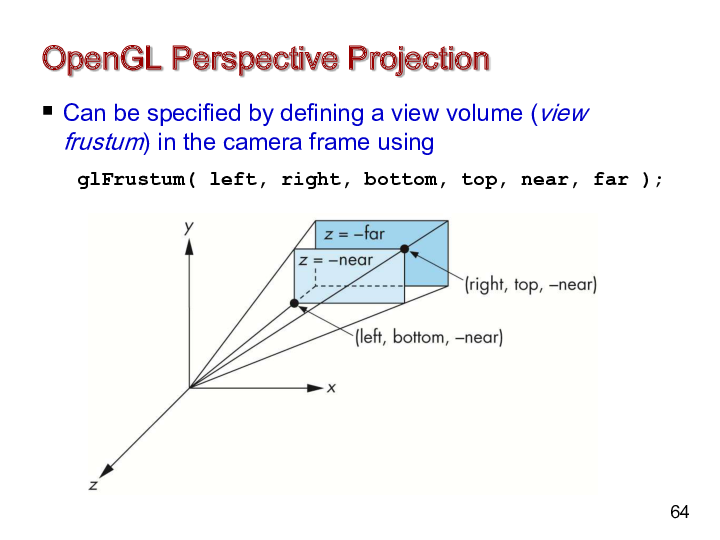 OpenGL Perspective Projection
▪ Can be specified by defining a view volume (view
frustum) in the camera frame using
glFrustum( left, right, bottom, top, near, far );
y
z = –far
z = –near
(right, top, –near)
(left, bottom, –near)
x
z
64